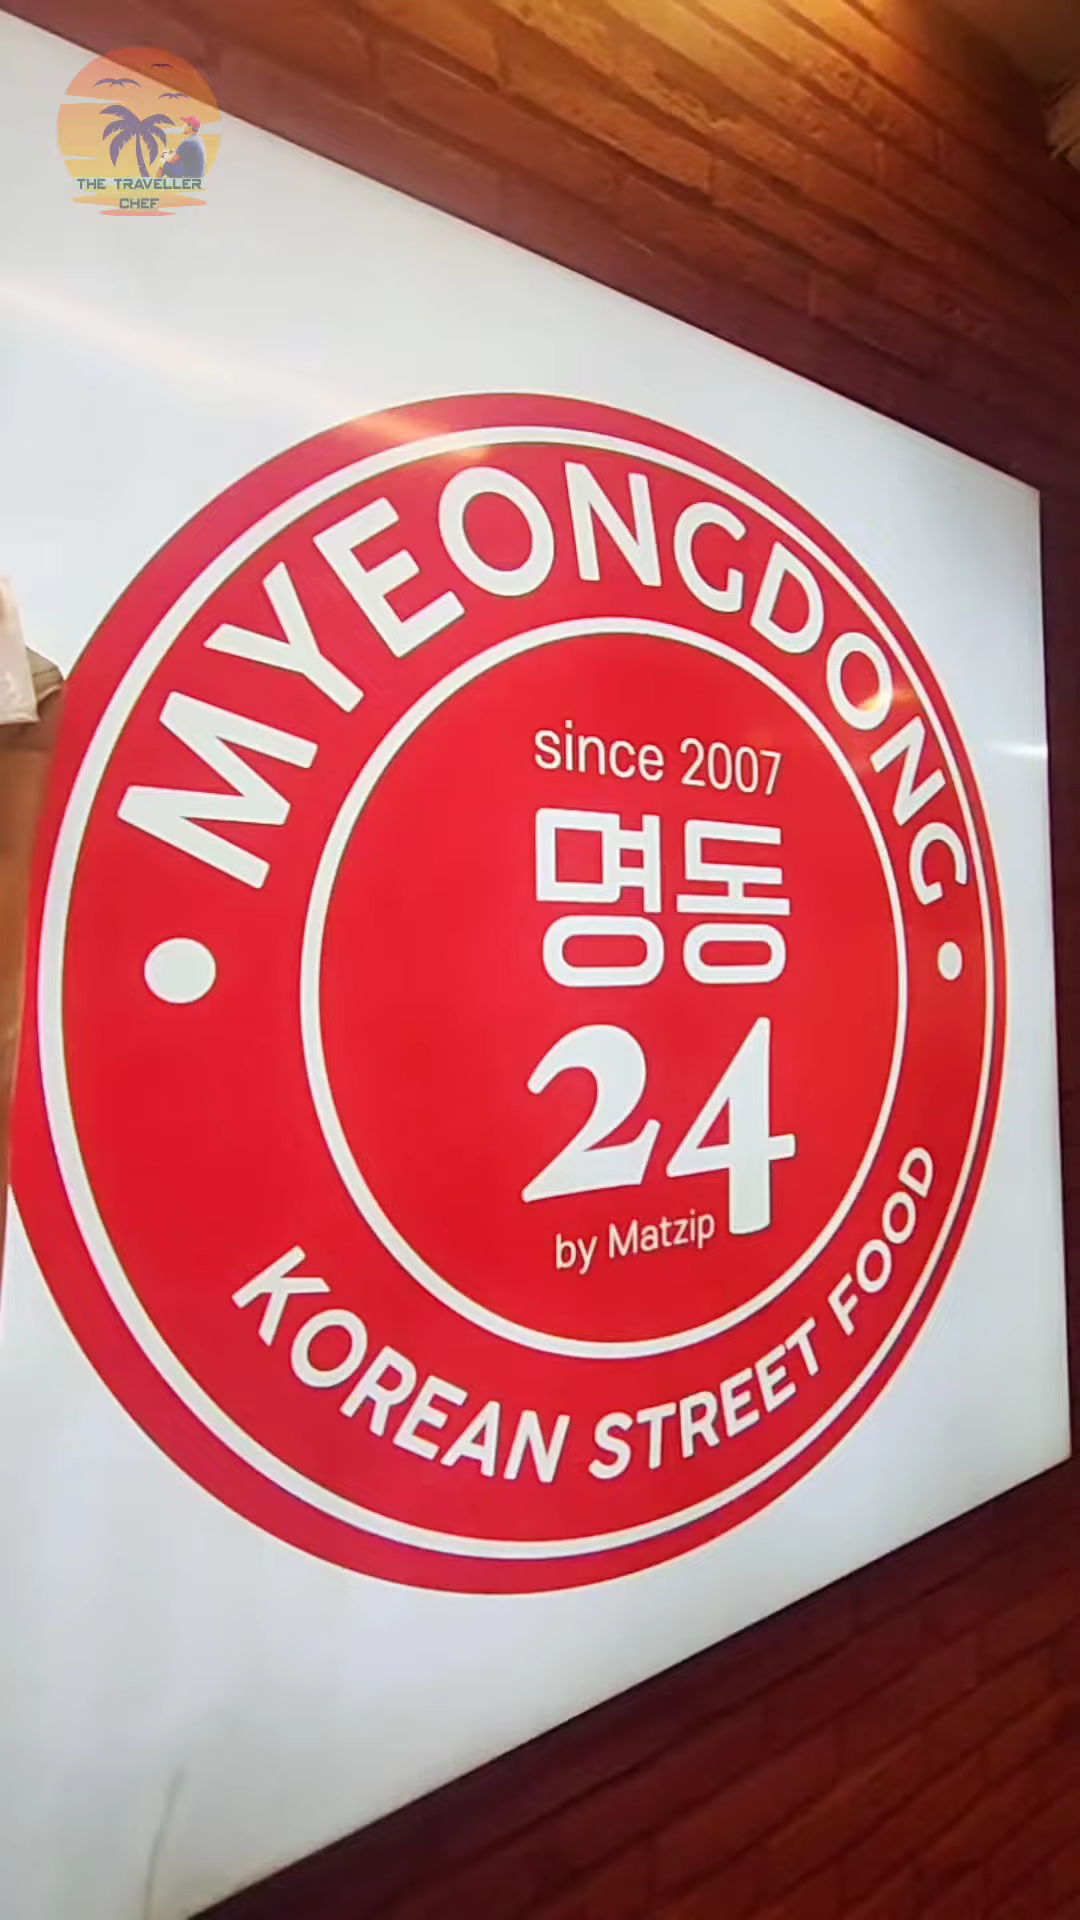 THE TRAVELLER
CHEF
MYEONGDONG
since 2007
명동
24
by Matzip
KOREAN STREET FOOD